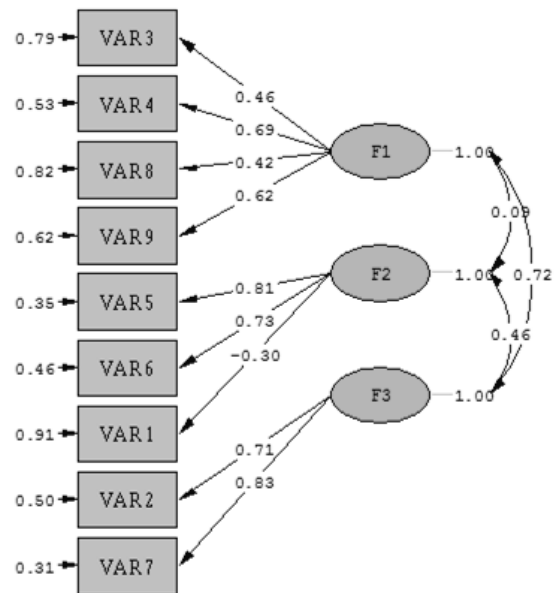 0.79 VAR3
0.46
0.53 VAR4
0.69
F1 1.00
0.82 VAR8
0.42
0.62
0.62 VAR9
0.09
0.35 VAR5
0.81
F2 1.00
0.72
0.73
0.46 VAR6
-0.30
0.46
F3 1.00
0.91 VAR1
0.71
0.50 VAR2
0.83
0.31 VAR7